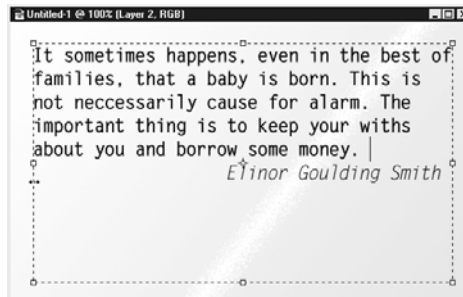 Untitled-1 @ 100% (Layer 2, RGB)
It sometimes happens, even in the best of
families, that a baby is born. This is
not neccessarily cause for alarm. The
important thing is to keep your withs
about you and borrow some money.
Elinor Goulding Smith